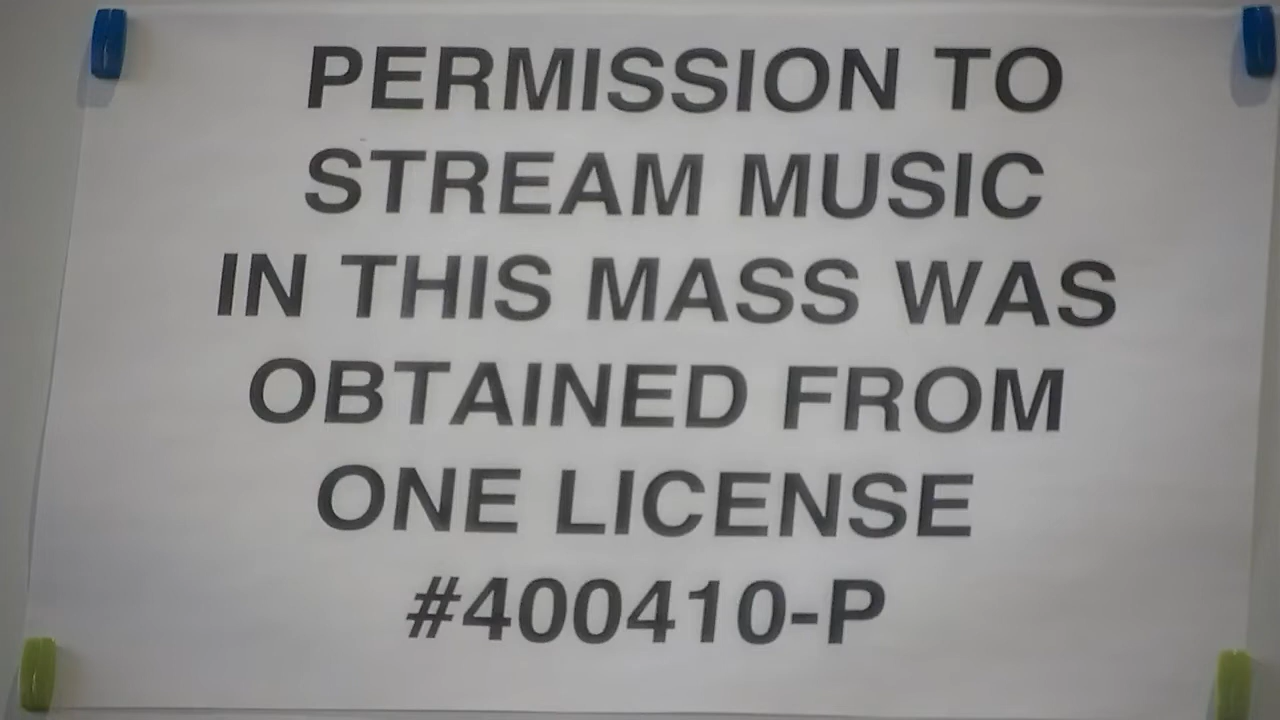 PERMISSION TO
STREAM MUSIC
IN THIS MASS WAS
OBTAINED FROM
ONE LICENSE
#400410-P